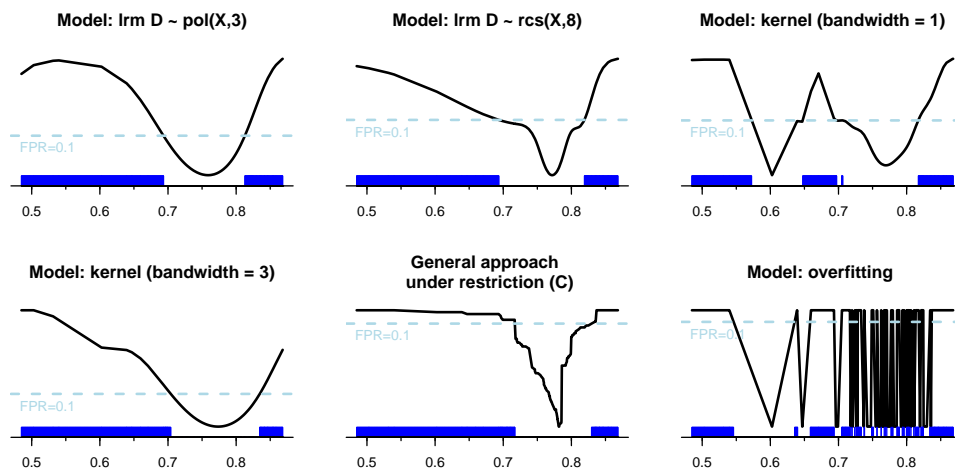 Model: lrm D ~ pol(X,3)
Model: lrm D ~ rcs(X,8)
Model: kernel (bandwidth = 1)
FPR=0.1
FPR=0.1
FPR=0.1
0.5 0.6 0.7 0.8
0.5 0.6 0.7 0.8
0.5 0.6 0.7 0.8
Model: kernel (bandwidth = 3)
General approach
under restriction (C)
Model: overfitting
FPR=0.1
FPR=0.1
FPR=0.1
0.5 0.6 0.7 0.8
0.5 0.6 0.7 0.8
0.5 0.6 0.7 0.8